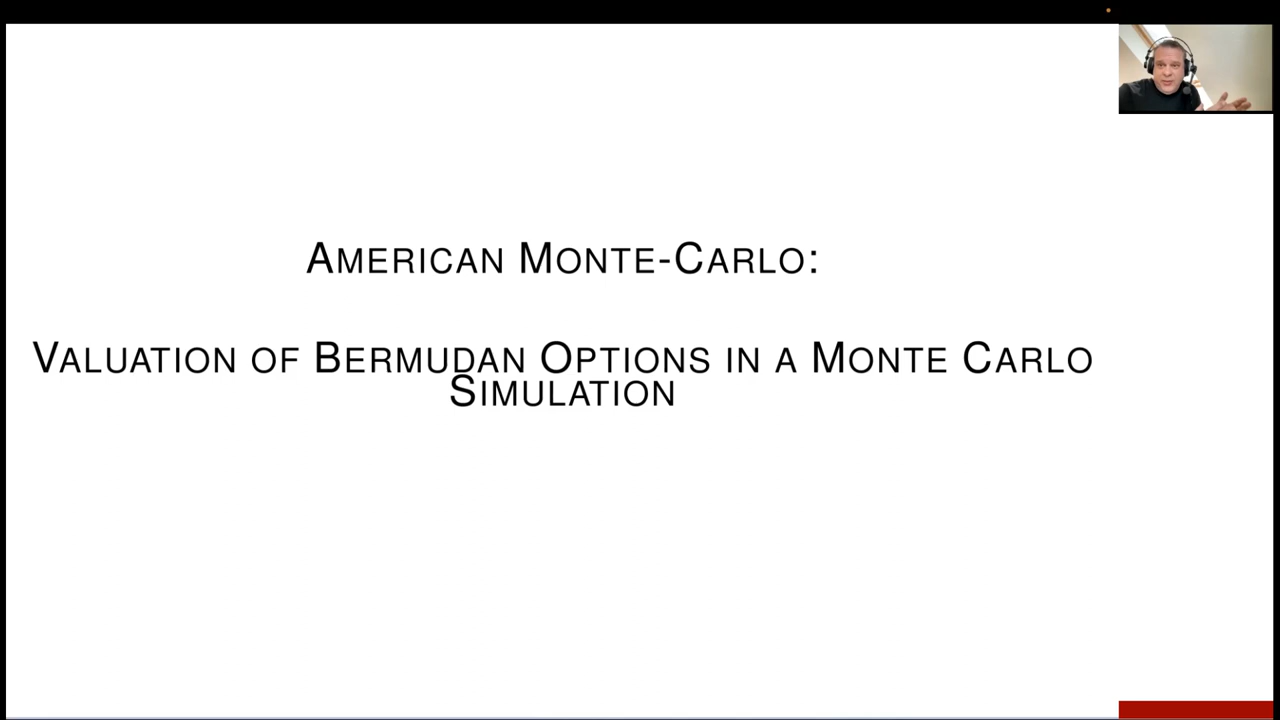 American Monte-Carlo:
Valuation of Bermudan Options in a Monte Carlo
Simulation